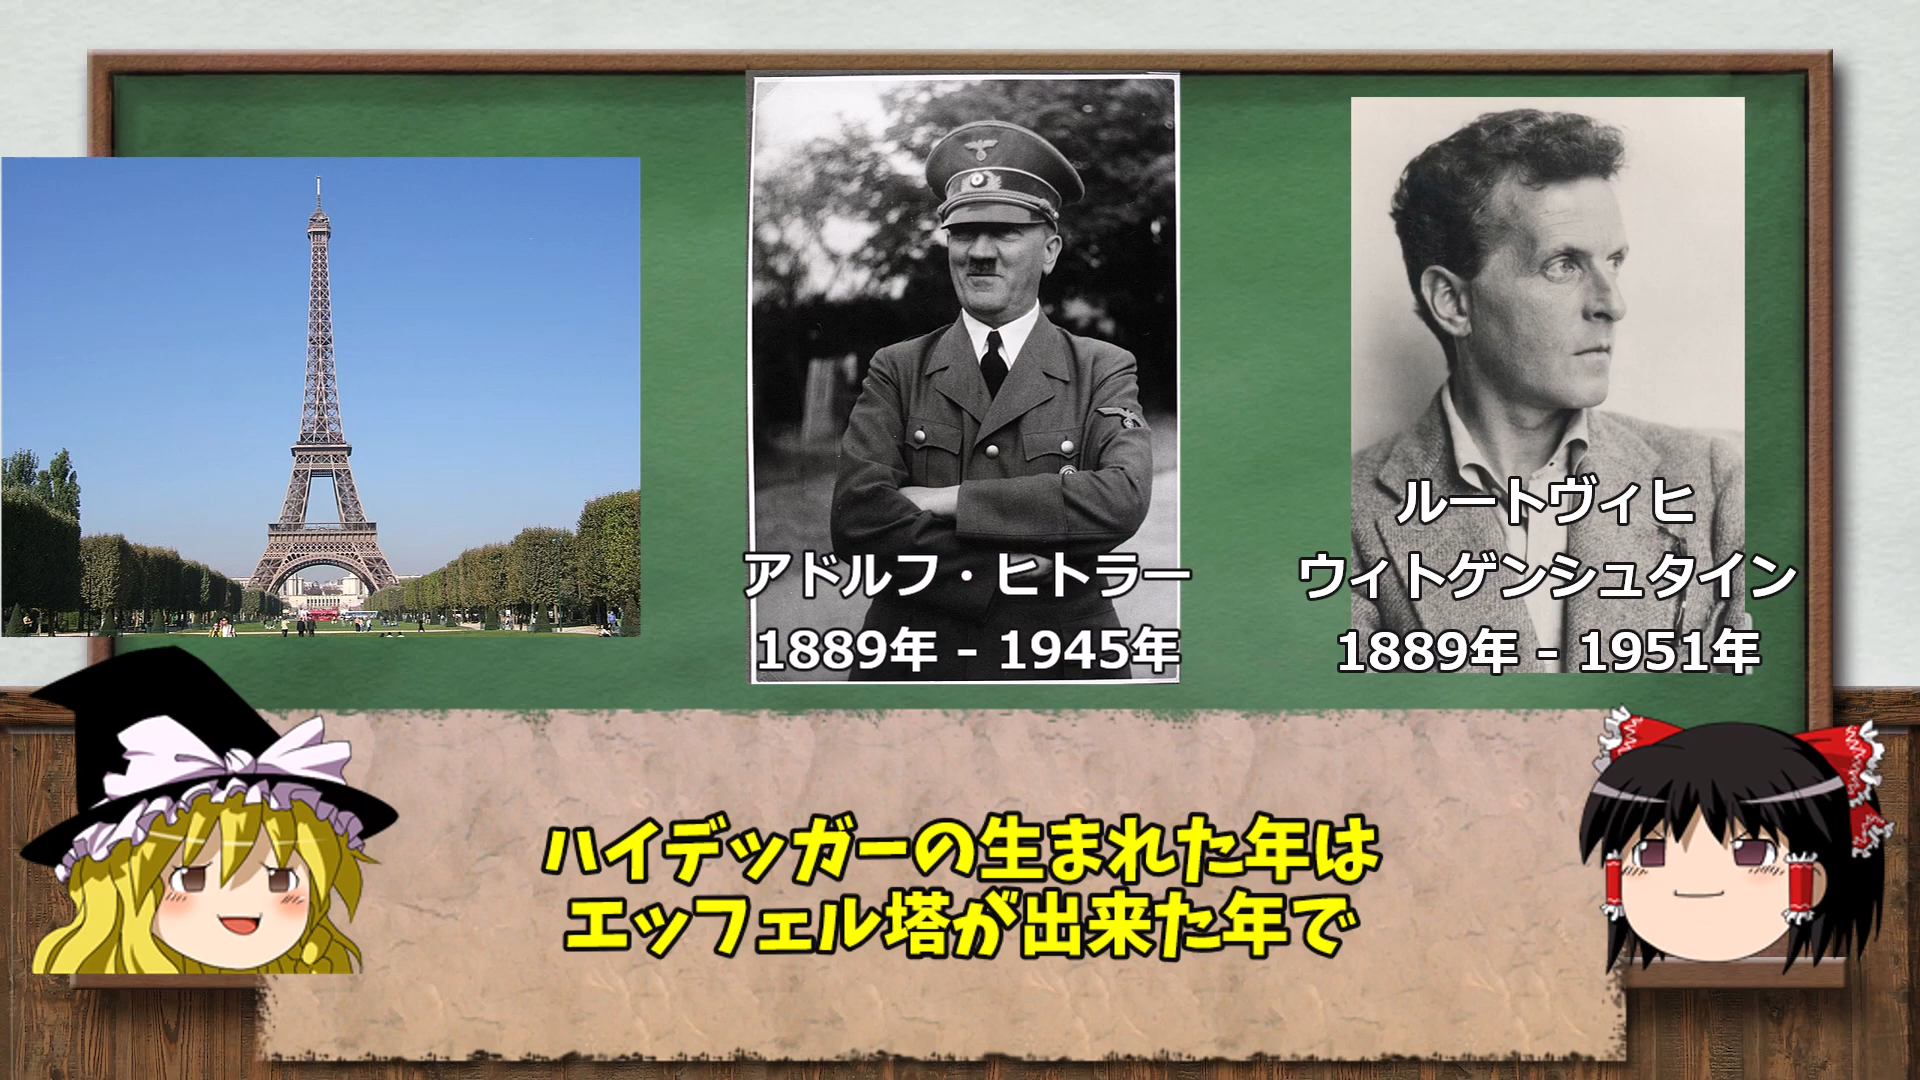 アドルフ・ヒトラー
1889年 - 1945年
ルートヴィヒ
ウィトゲンシュタイン
1889年 - 1951年
ハイデッガーの生まれた年は
エッフェル塔が出来た年で